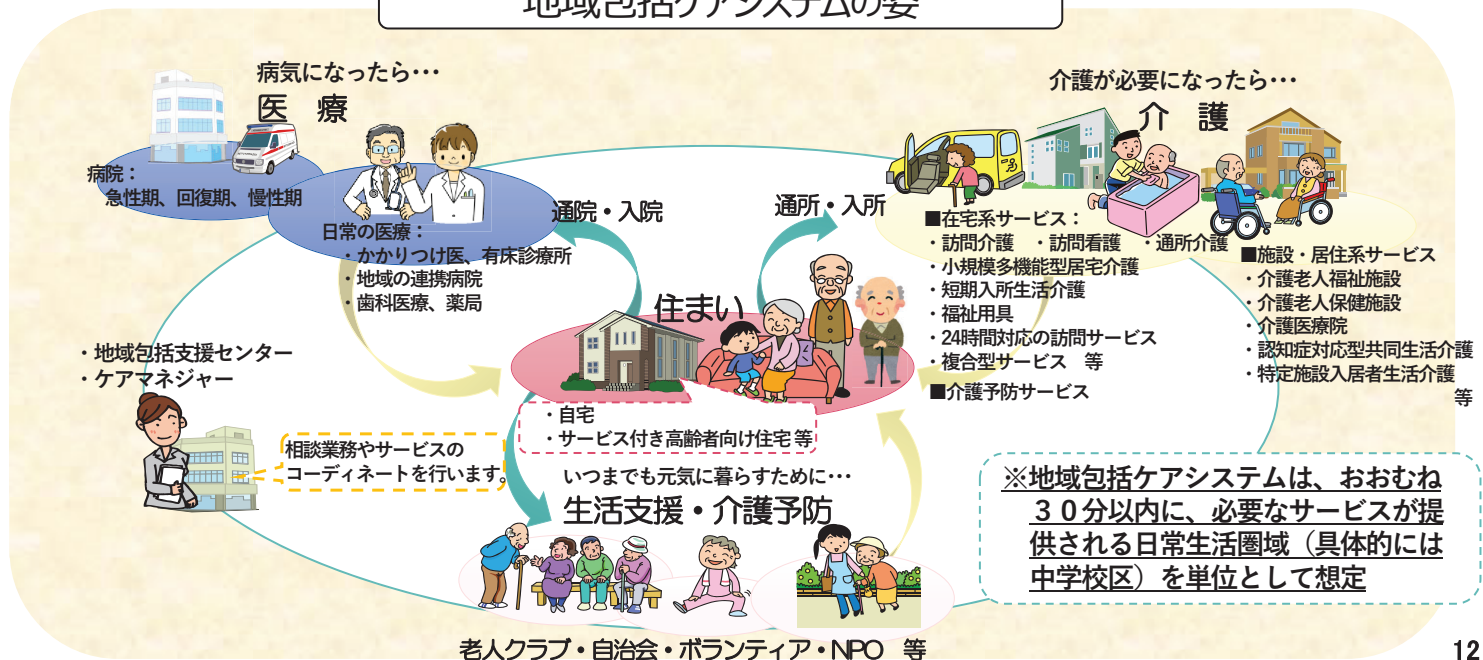 地域包括ケアシステムの姿
病気になったら･･･
医　療
病院：
急性期、回復期、慢性期
日常の医療：
・かかりつけ医、有床診療所
・地域の連携病院
・歯科医療、薬局
通院・入院
通所・入所
介護が必要になったら･･･
介　護
■在宅系サービス：
・訪問介護　・訪問看護　・通所介護
・小規模多機能型居宅介護
・短期入所生活介護
・福祉用具
・24時間対応の訪問サービス
・複合型サービス　等
■介護予防サービス
■施設・居住系サービス
・介護老人福祉施設
・介護老人保健施設
・介護医療院
・認知症対応型共同生活介護
・特定施設入居者生活介護
等
住まい
・自宅
・サービス付き高齢者向け住宅 等
・地域包括支援センター
・ケアマネジャー
相談業務やサービスの
コーディネートを行います。
いつまでも元気に暮らすために･･･
生活支援・介護予防
老人クラブ・自治会・ボランティア・NPO　等
※地域包括ケアシステムは、おおむね
３０分以内に、必要なサービスが提
供される日常生活圏域（具体的には
中学校区）を単位として想定
12